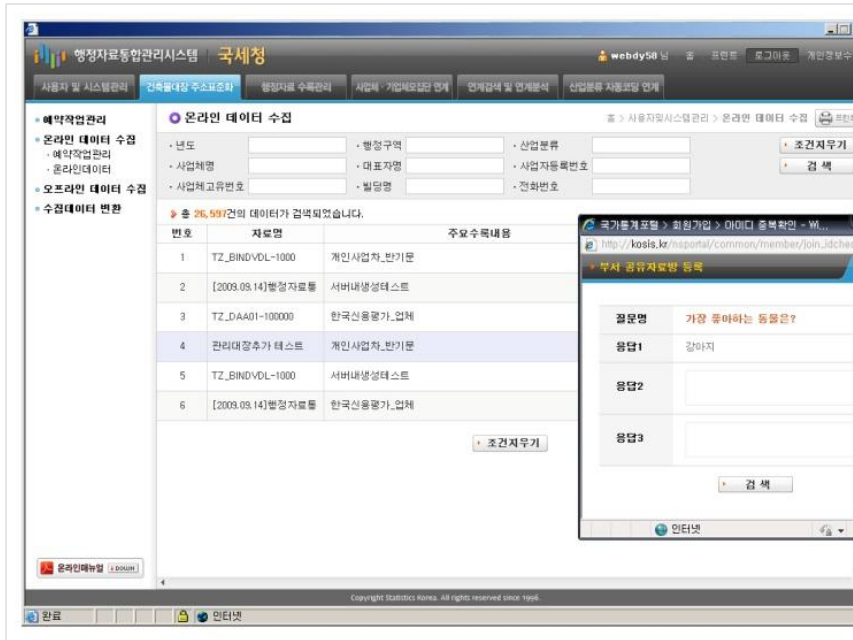 행정자료통합관리시스템 국세청
webdy58 님 홈 프린트 로그아웃 개인정보수
사용자 및 시스템관리 건축물대장 주소표준화 행정자료 수록관리 사업체·기업체모집단 연계 연계검색 및 연계분석 산업분류 자동코딩 연계
예약작업관리
온라인 데이터 수집
· 예약작업관리
· 온라인데이터
오프라인 데이터 수집
수집데이터 변환
온라인매뉴얼 DOWN
온라인 데이터 수집
홈 > 사용자및시스템관리 > 온라인 데이터 수집
· 년도 · 행정구역 · 산업분류 조건지우기
· 사업체명 · 대표자명 · 사업자등록번호 검 색
· 사업체고유번호 · 빌딩명 · 전화번호
총 26,597건의 데이터가 검색되었습니다.
번호 자료명 주요수록내용
1 TZ_BINDVDL-1000 개인사업차_반기문
2 [2009.09.14]행정자료통 서버내생성테스트
3 TZ_DAA01-100000 한국신용평가_업체
4 관리대장추가 테스트 개인사업차_반기문
5 TZ_BINDVDL-1000 서버내생성테스트
6 [2009.09.14]행정자료통 한국신용평가_업체
조건지우기
국가통계포털 > 회원가입 > 아이디 중복확인 - Wi...
http://kosis.kr/nsportal/common/member/join_idchec
부서 공유자료방 등록
질문명 가장 좋아하는 동물은?
응답1 강아지
응답2
응답3
검 색
인터넷
Copyright Statistics Korea. All rights reserved since 1996.
완료 인터넷